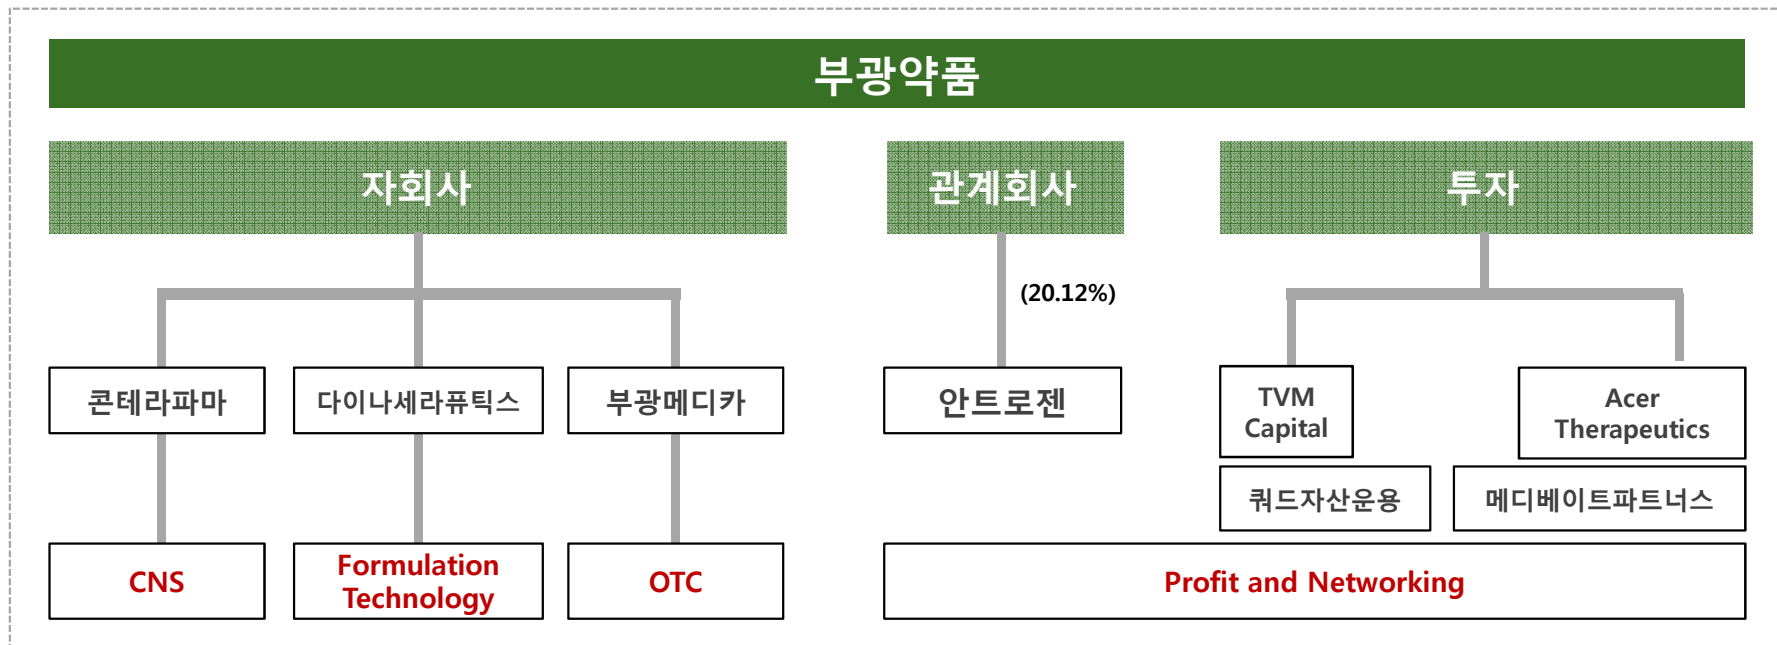 부광약품
자회사
관계회사
투자
(20.12%)
콘테라파마
다이나세라퓨틱스
부광메디카
안트로젠
TVM
Capital
Acer
Therapeutics
쿼드자산운용
메디베이트파트너스
CNS
Formulation
Technology
OTC
Profit and Networking